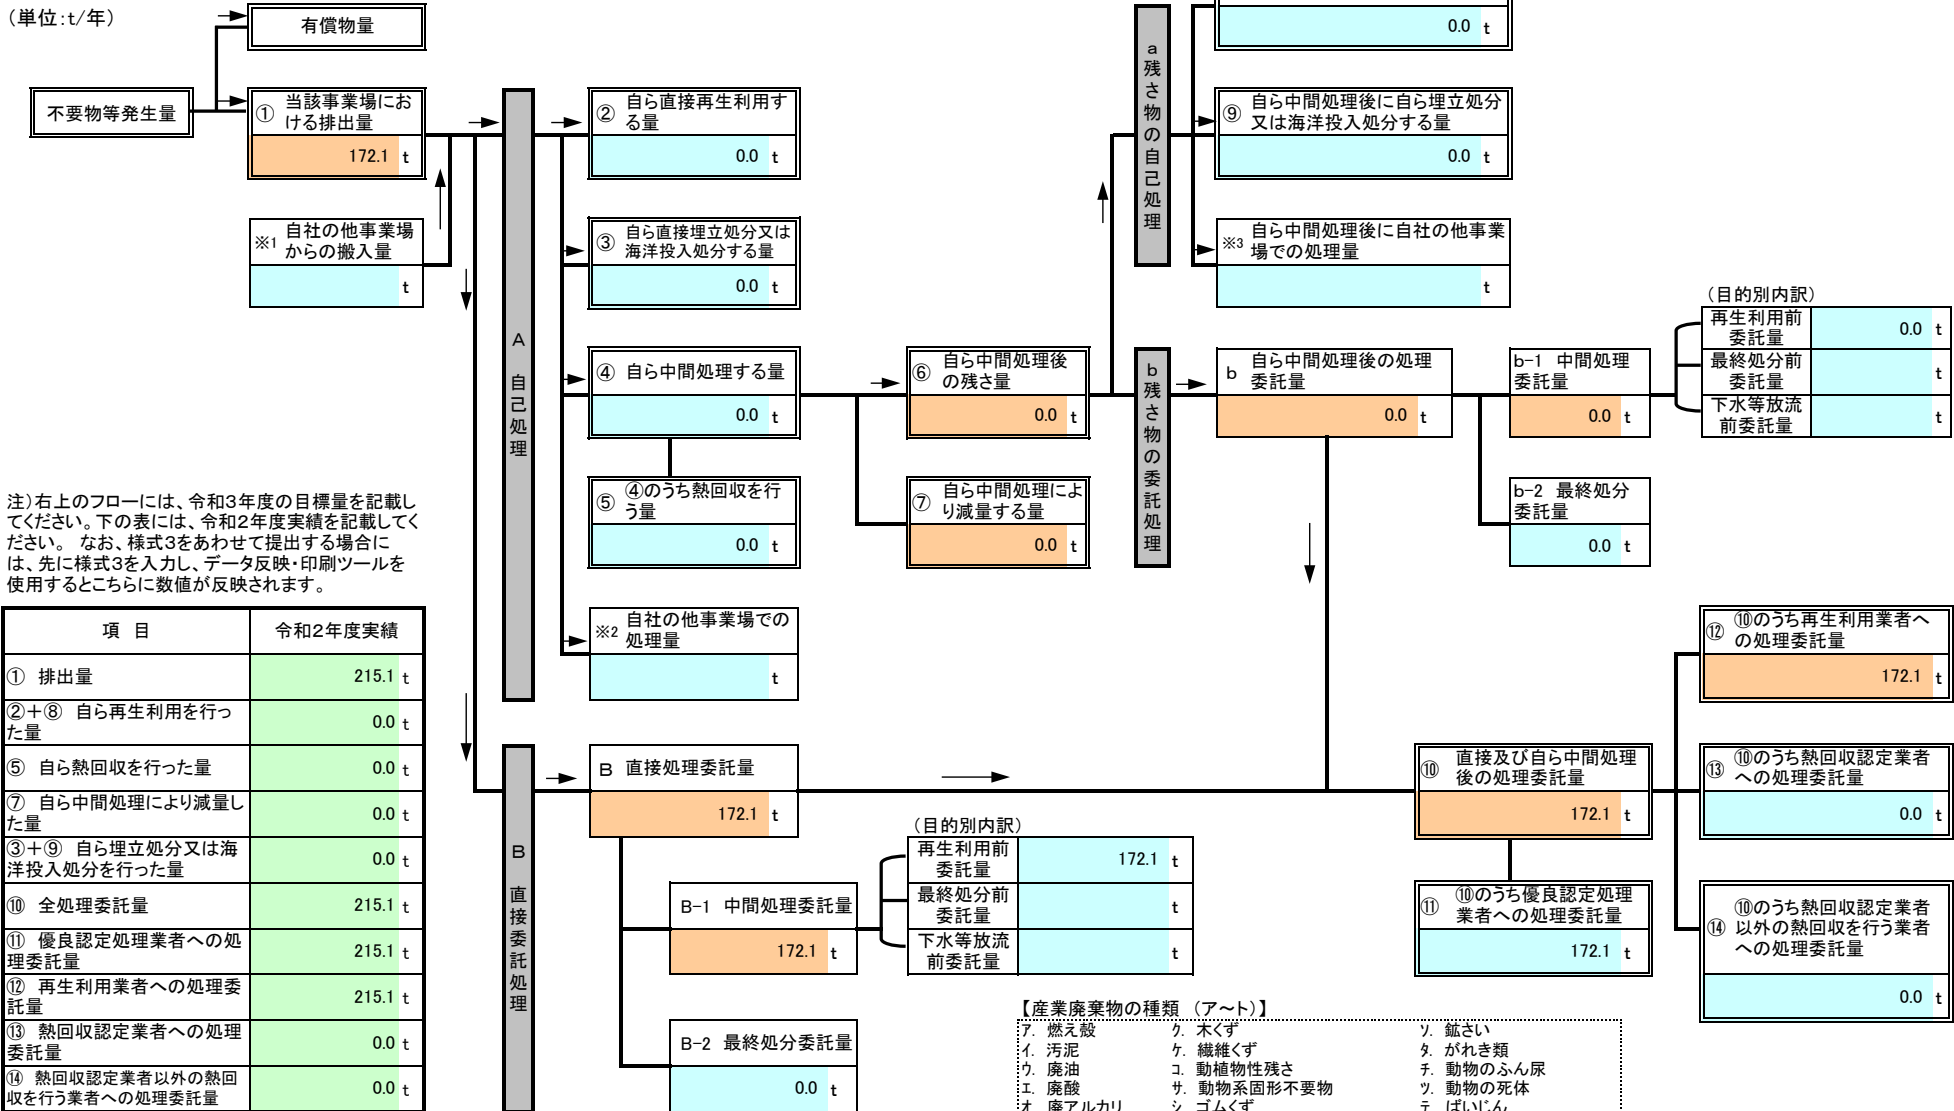 （単位：t/年）
有償物量
不要物等発生量
① 当該事業場にお
ける排出量
172.1 t
※1 自社の他事業場
からの搬入量
t
A 自己処理
② 自ら直接再生利用す
る量
0.0 t
③ 自ら直接埋立処分又は
海洋投入処分する量
0.0 t
④ 自ら中間処理する量
0.0 t
⑤ ④のうち熱回収を行
う量
0.0 t
※2 自社の他事業場での
処理量
t
⑥ 自ら中間処理後
の残さ量
0.0 t
⑦ 自ら中間処理によ
り減量する量
0.0 t
a 残さ物の自己処理
0.0 t
⑨ 自ら中間処理後に自ら埋立処分
又は海洋投入処分する量
0.0 t
※3 自ら中間処理後に自社の他事業
場での処理量
t
b 残さ物の委託処理
b 自ら中間処理後の処理
委託量
0.0 t
b-1 中間処理
委託量
0.0 t
b-2 最終処分
委託量
0.0 t
（目的別内訳）
再生利用前
委託量
0.0 t
最終処分前
委託量
t
下水等放流
前委託量
t
注）右上のフローには、令和3年度の目標量を記載し
てください。下の表には、令和2年度実績を記載してく
ださい。 なお、様式3をあわせて提出する場合に
は、先に様式3を入力し、データ反映・印刷ツールを
使用するとこちらに数値が反映されます。
項 目 令和2年度実績
① 排出量 215.1 t
②+⑧ 自ら再生利用を行っ
た量 0.0 t
⑤ 自ら熱回収を行った量 0.0 t
⑦ 自ら中間処理により減量し
た量 0.0 t
③+⑨ 自ら埋立処分又は海
洋投入処分を行った量 0.0 t
⑩ 全処理委託量 215.1 t
⑪ 優良認定処理業者への処
理委託量 215.1 t
⑫ 再生利用業者への処理委
託量 215.1 t
⑬ 熱回収認定業者への処理
委託量 0.0 t
⑭ 熱回収認定業者以外の熱回
収を行う業者への処理委託量 0.0 t
B 直接委託処理
B 直接処理委託量
172.1 t
B-1 中間処理委託量
172.1 t
B-2 最終処分委託量
0.0 t
（目的別内訳）
再生利用前
委託量
172.1 t
最終処分前
委託量
t
下水等放流
前委託量
t
⑩ 直接及び自ら中間処理
後の処理委託量
172.1 t
⑪ ⑩のうち優良認定処理
業者への処理委託量
172.1 t
⑫ ⑩のうち再生利用業者へ
の処理委託量
172.1 t
⑬ ⑩のうち熱回収認定業者
への処理委託量
0.0 t
⑭ ⑩のうち熱回収認定業者
以外の熱回収を行う業者
への処理委託量
0.0 t
【産業廃棄物の種類 （ア～ト）】
ア. 燃え殻 ク. 木くず ソ. 鉱さい
イ. 汚泥 ケ. 繊維くず タ. がれき類
ウ. 廃油 コ. 動植物性残さ チ. 動物のふん尿
エ. 廃酸 サ. 動物系固形不要物 ツ. 動物の死体
オ. 廃アルカリ シ. ゴムくず テ. ばいじん